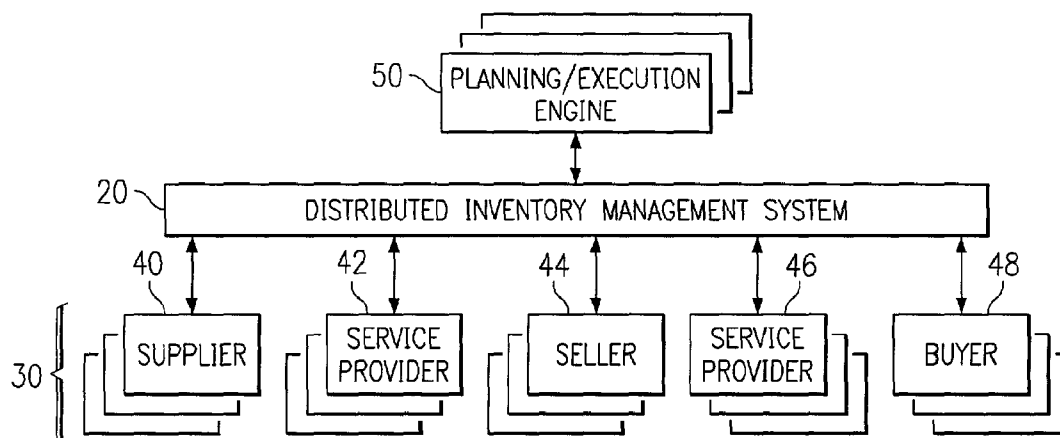 50
PLANNING/EXECUTION
ENGINE
20
DISTRIBUTED INVENTORY MANAGEMENT SYSTEM
40
42
44
46
48
30
SUPPLIER
SERVICE
PROVIDER
SELLER
SERVICE
PROVIDER
BUYER